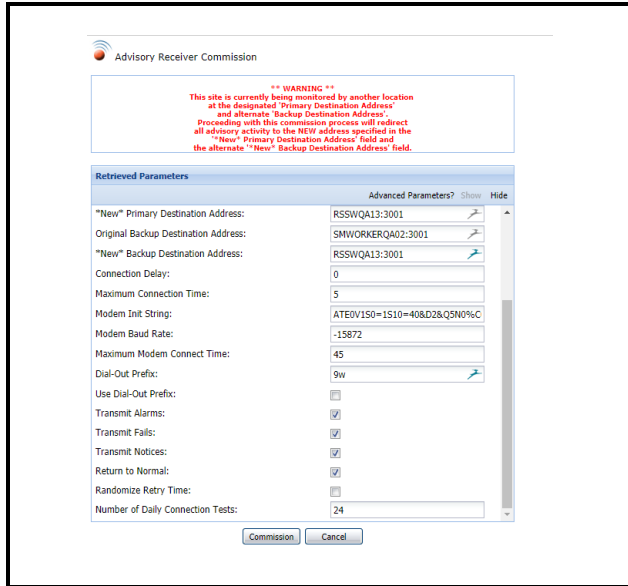 Advisory Receiver Commission
** WARNING **
This site is currently being monitored by another location
at the designated 'Primary Destination Address'
and alternate 'Backup Destination Address'.
Proceeding with this commission process will redirect
all advisory activity to the NEW address specified in the
'*New* Primary Destination Address' field and
the alternate '*New* Backup Destination Address' field.
Retrieved Parameters
Advanced Parameters? Show Hide
*New* Primary Destination Address: RSSWQA13:3001
Original Backup Destination Address: SMWORKERQA02:3001
*New* Backup Destination Address: RSSWQA13:3001
Connection Delay: 0
Maximum Connection Time: 5
Modem Init String: ATE0V1S0=1S10=40&D2&Q5N0%C
Modem Baud Rate: -15872
Maximum Modem Connect Time: 45
Dial-Out Prefix: 9w
Use Dial-Out Prefix:
Transmit Alarms:
Transmit Fails:
Transmit Notices:
Return to Normal:
Randomize Retry Time:
Number of Daily Connection Tests: 24
Commission Cancel